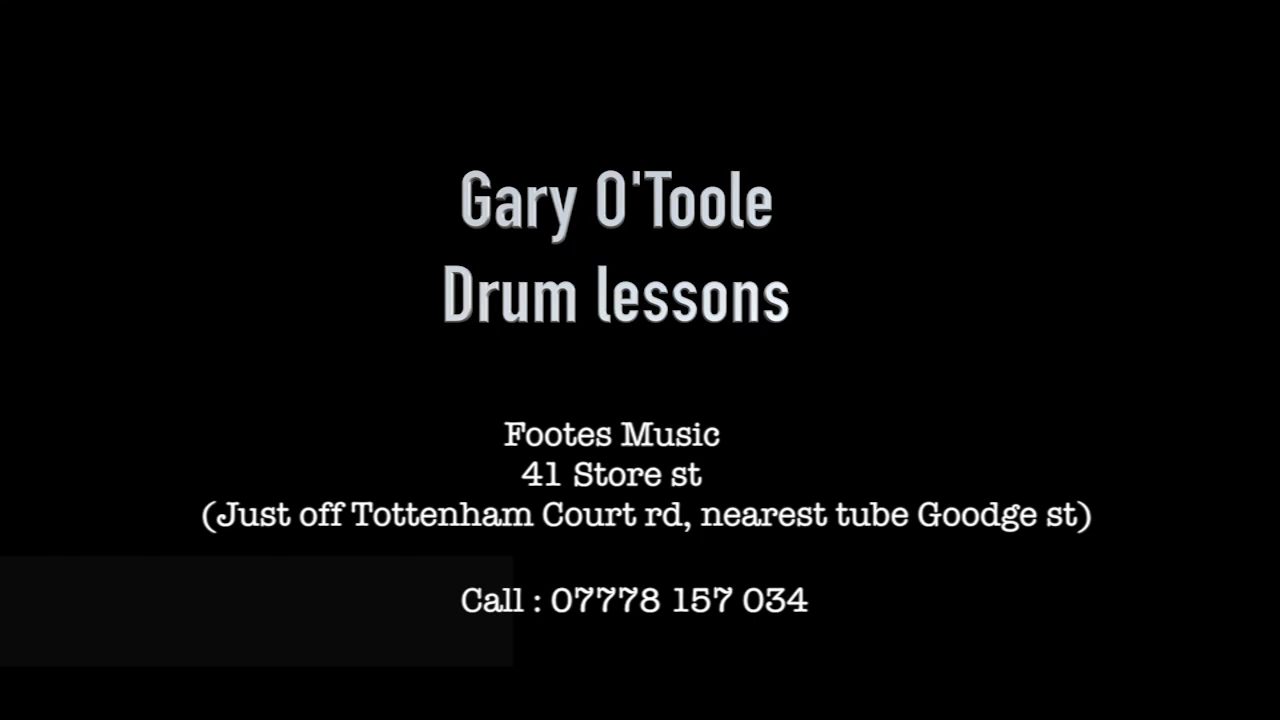 Gary O'Toole
Drum lessons
Footes Music
41 Store st
(Just off Tottenham Court rd, nearest tube Goodge st)
Call : 07778 157 034